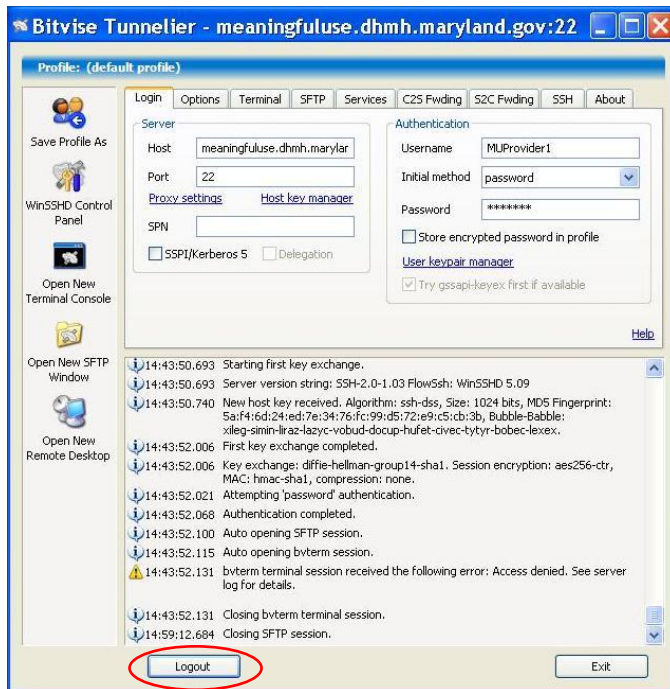 Bitvise Tunnelier - meaningfuluse.dhmh.maryland.gov:22
Profile: (default profile)
Save Profile As
WinSSHD Control
Panel
Open New
Terminal Console
Open New SFTP
Window
Open New
Remote Desktop
Login Options Terminal SFTP Services C2S Fwding S2C Fwding SSH About
Server
Host meaningfuluse.dhmh.marylar
Port 22
Proxy settings Host key manager
SPN
SSPI/Kerberos 5 Delegation
Authentication
Username MUProvider1
Initial method password
Password *******
Store encrypted password in profile
User keypair manager
Try gssapi-keyex first if available
Help
14:43:50.693 Starting first key exchange.
14:43:50.693 Server version string: SSH-2.0-1.03 FlowSsh: WinSSHD 5.09
14:43:50.740 New host key received. Algorithm: ssh-dss, Size: 1024 bits, MD5 Fingerprint:
5a:f4:6d:24:ed:7e:34:76:fc:99:d5:72:e9:c5:cb:3b, Bubble-Babble:
xileg-simin-liraz-lazyc-vobud-docup-hufet-civec-tytyr-bobec-lexex.
14:43:52.006 First key exchange completed.
14:43:52.006 Key exchange: diffie-hellman-group14-sha1. Session encryption: aes256-ctr,
MAC: hmac-sha1, compression: none.
14:43:52.021 Attempting 'password' authentication.
14:43:52.068 Authentication completed.
14:43:52.100 Auto opening SFTP session.
14:43:52.115 Auto opening bvterm session.
14:43:52.131 bvterm terminal session received the following error: Access denied. See server
log for details.
14:43:52.131 Closing bvterm terminal session.
14:59:12.684 Closing SFTP session.
Logout Exit